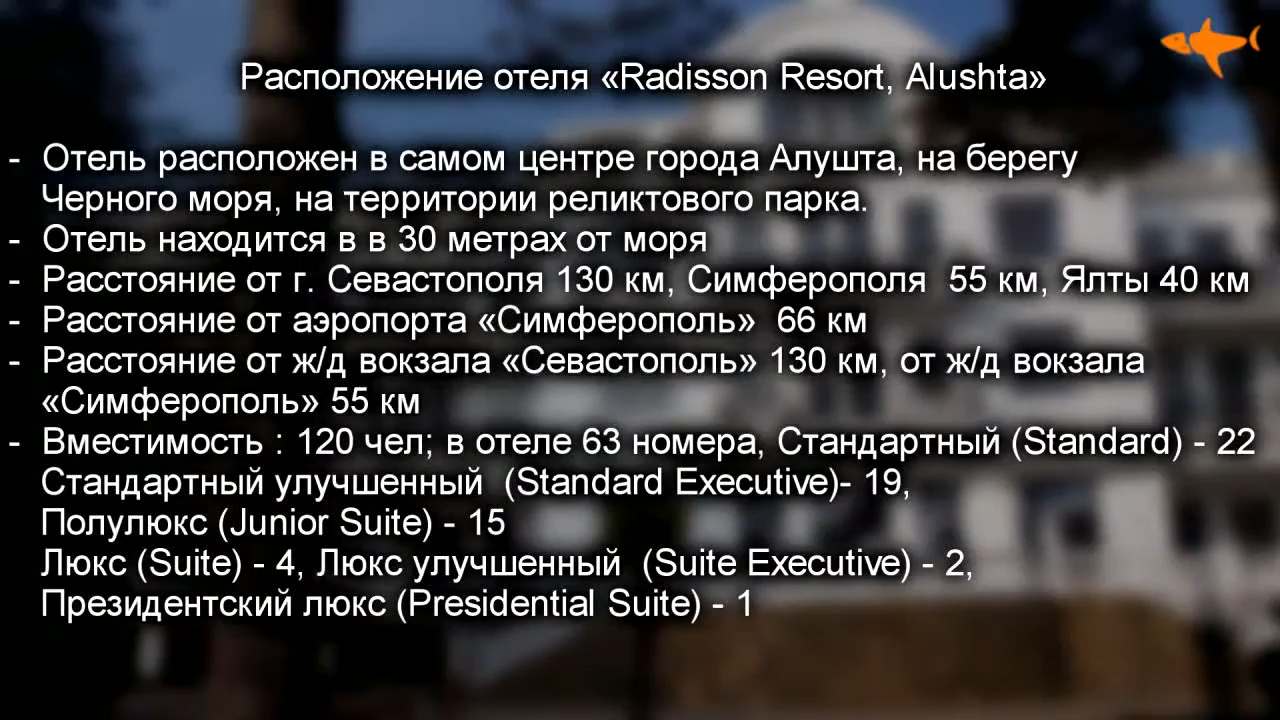 Расположение отеля «Radisson Resort, Alushta»
- Отель расположен в самом центре города Алушта, на берегу
Черного моря, на территории реликтового парка.
- Отель находится в в 30 метрах от моря
- Расстояние от г. Севастополя 130 км, Симферополя  55 км, Ялты 40 км
- Расстояние от аэропорта «Симферополь»  66 км
- Расстояние от ж/д вокзала «Севастополь» 130 км, от ж/д вокзала
«Симферополь» 55 км
- Вместимость : 120 чел; в отеле 63 номера, Стандартный (Standard) - 22
Стандартный улучшенный  (Standard Executive)- 19,
Полулюкс (Junior Suite) - 15
Люкс (Suite) - 4, Люкс улучшенный  (Suite Executive) - 2,
Президентский люкс (Presidential Suite) - 1